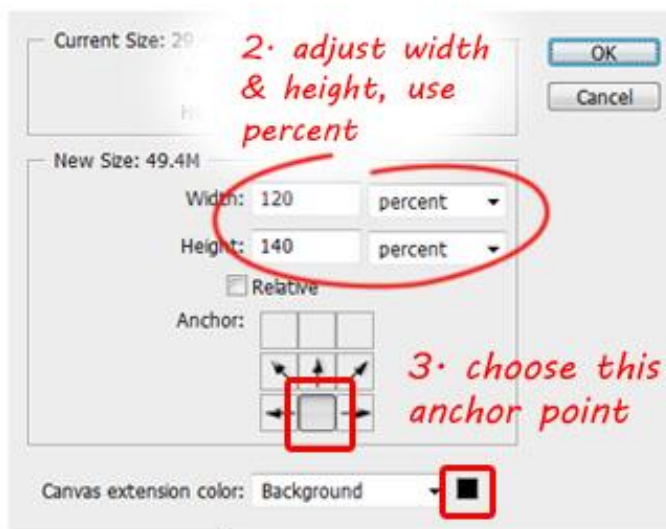 Current Size: 29
2. adjust width
& height, use
percent
OK
Cancel
New Size: 49.4M
Width: 120 percent
Height: 140 percent
Relative
Anchor:
3. choose this
anchor point
Canvas extension color: Background